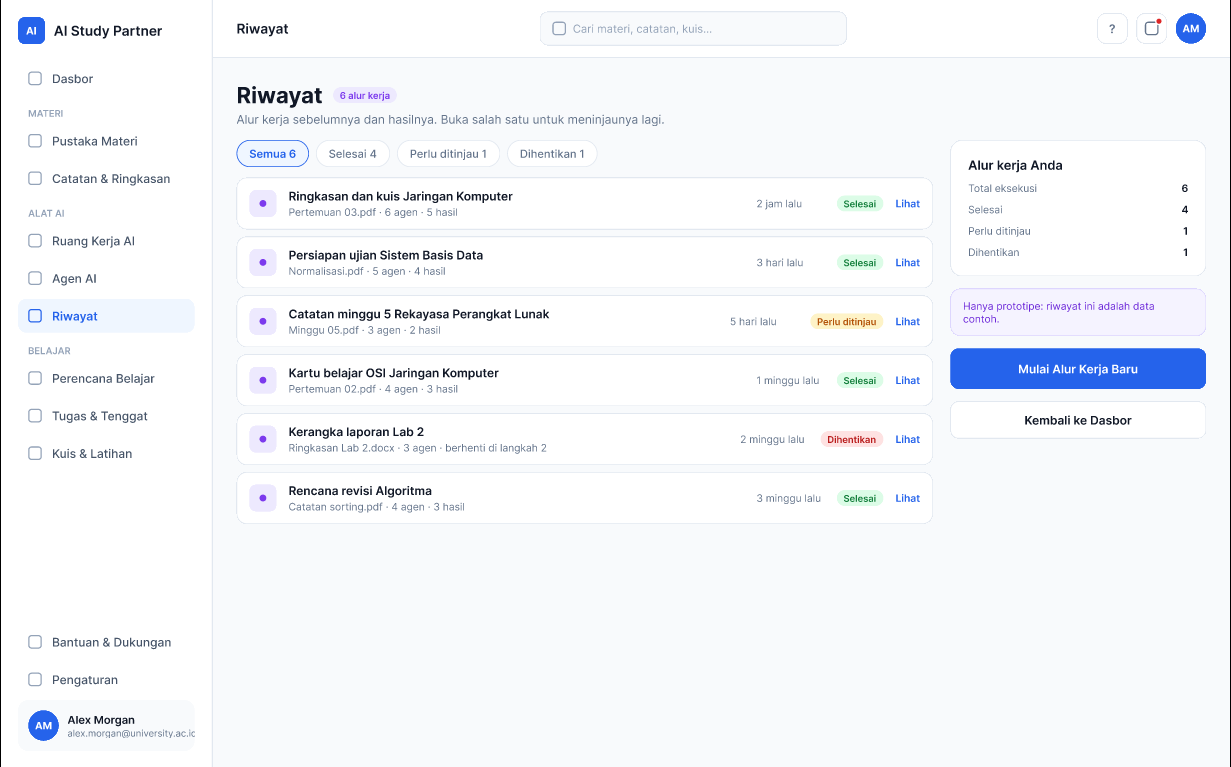 AI
AI Study Partner
Dasbor
MATERI
Pustaka Materi
Catatan & Ringkasan
ALAT AI
Ruang Kerja AI
Agen AI
Riwayat
BELAJAR
Perencana Belajar
Tugas & Tenggat
Kuis & Latihan
Bantuan & Dukungan
Pengaturan
AM
Alex Morgan
alex.morgan@university.ac.id
Riwayat
Cari materi, catatan, kuis...
?
AM
Riwayat
6 alur kerja
Alur kerja sebelumnya dan hasilnya. Buka salah satu untuk meninjaunya lagi.
Semua 6
Selesai 4
Perlu ditinjau 1
Dihentikan 1
Ringkasan dan kuis Jaringan Komputer
Pertemuan 03.pdf · 6 agen · 5 hasil
2 jam lalu
Selesai
Lihat
Persiapan ujian Sistem Basis Data
Normalisasi.pdf · 5 agen · 4 hasil
3 hari lalu
Selesai
Lihat
Catatan minggu 5 Rekayasa Perangkat Lunak
Minggu 05.pdf · 3 agen · 2 hasil
5 hari lalu
Perlu ditinjau
Lihat
Kartu belajar OSI Jaringan Komputer
Pertemuan 02.pdf · 4 agen · 3 hasil
1 minggu lalu
Selesai
Lihat
Kerangka laporan Lab 2
Ringkasan Lab 2.docx · 3 agen · berhenti di langkah 2
2 minggu lalu
Dihentikan
Lihat
Rencana revisi Algoritma
Catatan sorting.pdf · 4 agen · 3 hasil
3 minggu lalu
Selesai
Lihat
Alur kerja Anda
Total eksekusi 6
Selesai 4
Perlu ditinjau 1
Dihentikan 1
Hanya prototipe: riwayat ini adalah data
contoh.
Mulai Alur Kerja Baru
Kembali ke Dasbor